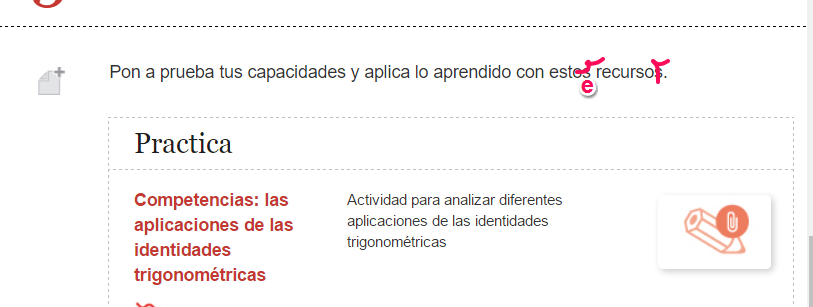 Pon a prueba tus capacidades y aplica lo aprendido con estos recursos.
e
Practica
Competencias: las
aplicaciones de las
identidades
trigonométricas
Actividad para analizar diferentes
aplicaciones de las identidades
trigonométricas